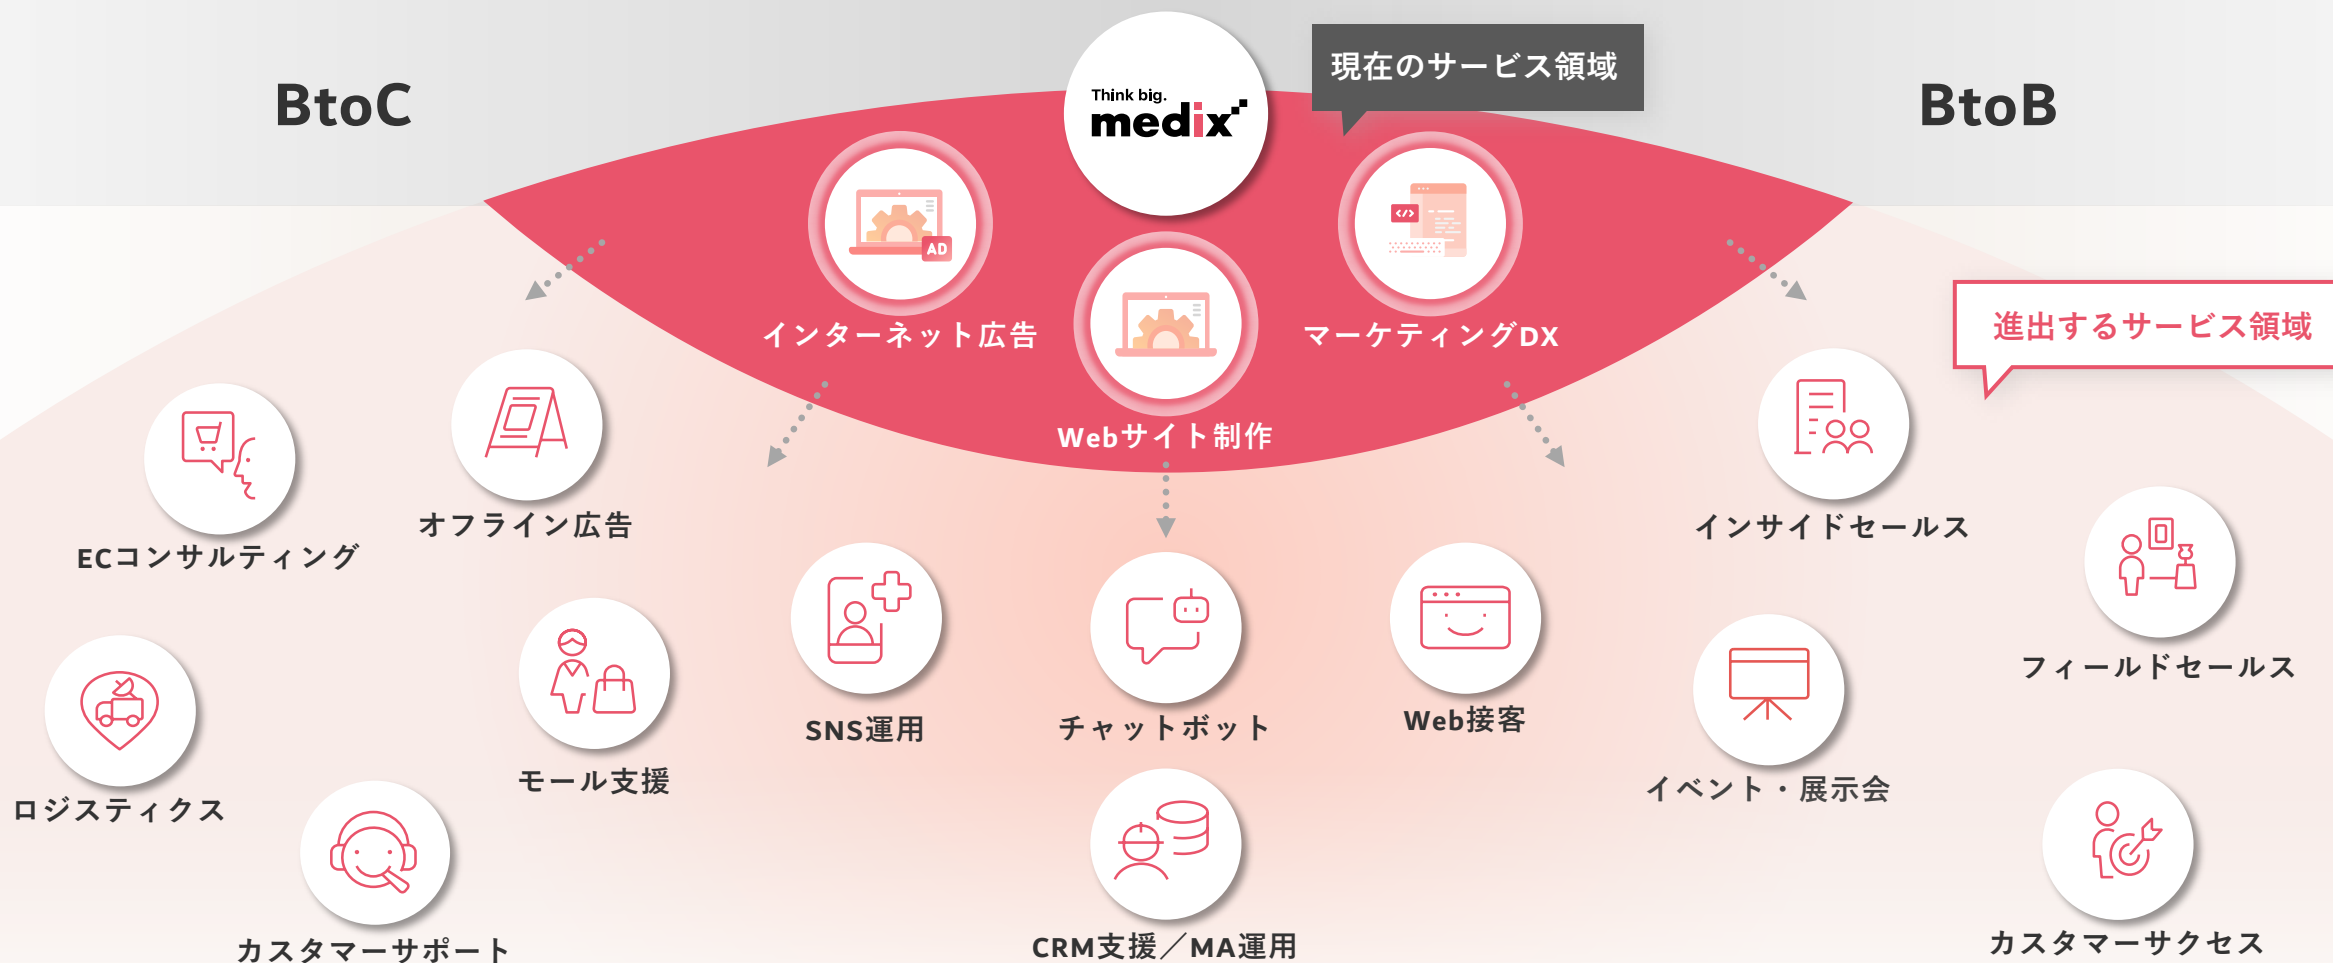 BtoC
Think big.
medix
現在のサービス領域
BtoB
AD
</>
インターネット広告
マーケティングDX
Webサイト制作
進出するサービス領域
ECコンサルティング
オフライン広告
インサイドセールス
フィールドセールス
ロジスティクス
モール支援
SNS運用
チャットボット
Web接客
イベント・展示会
カスタマーサポート
CRM支援／MA運用
カスタマーサクセス